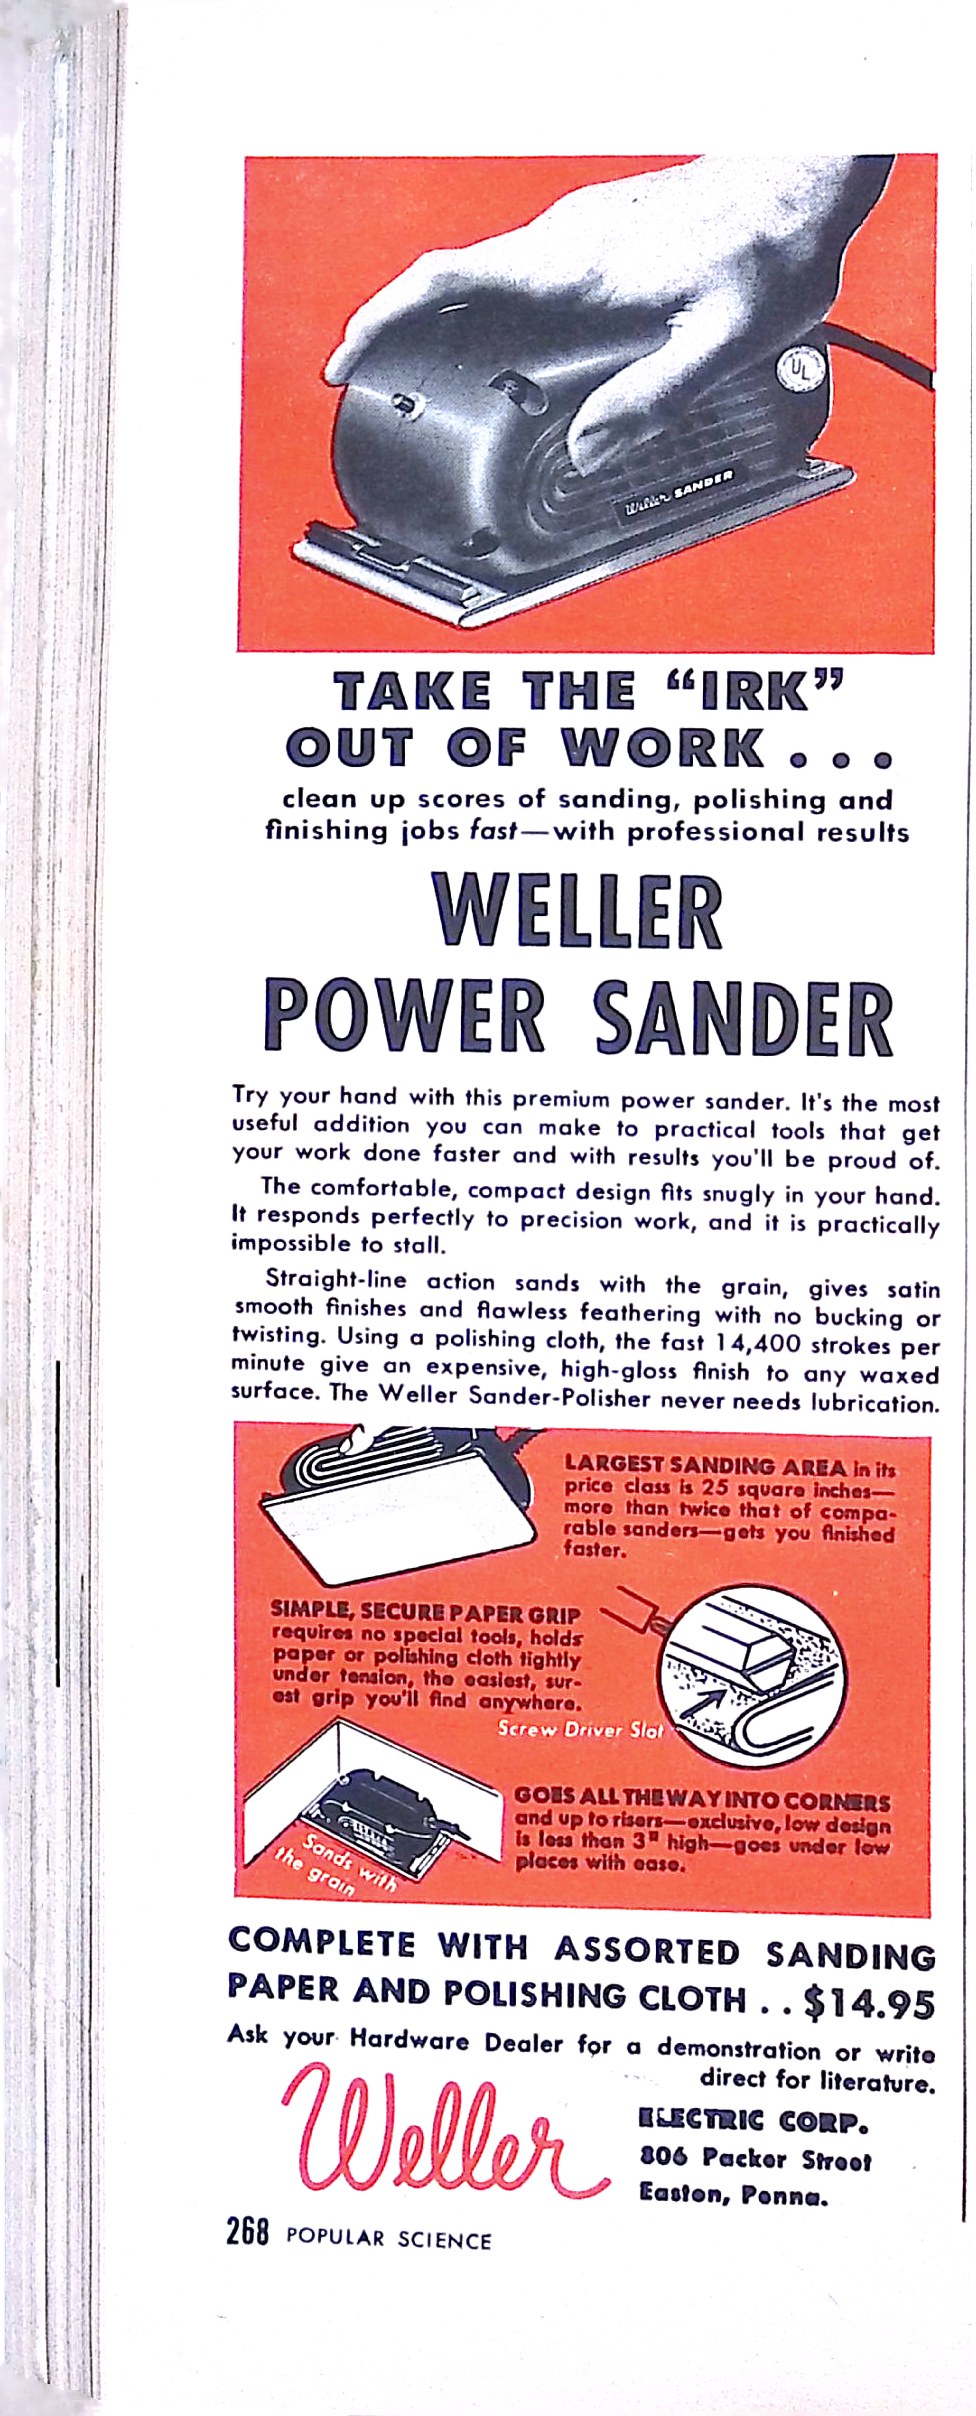 UL
Weller SANDER
TAKE THE “IRK”
OUT OF WORK...
clean up scores of sanding, polishing and
finishing jobs fast—with professional results
WELLER
POWER SANDER
Try your hand with this premium power sander. It's the most
useful addition you can make to practical tools that get
your work done faster and with results you'll be proud of.
The comfortable, compact design fits snugly in your hand.
It responds perfectly to precision work, and it is practically
impossible to stall.
Straight-line action sands with the grain, gives satin
smooth finishes and flawless feathering with no bucking or
twisting. Using a polishing cloth, the fast 14,400 strokes per
minute give an expensive, high-gloss finish to any waxed
surface. The Weller Sander-Polisher never needs lubrication.
LARGEST SANDING AREA in its
price class is 25 square inches—
more than twice that of compa-
rable sanders—gets you finished
faster.
SIMPLE, SECURE PAPER GRIP
requires no special tools, holds
paper or polishing cloth tightly
under tension, the easiest, sur-
est grip you'll find anywhere.
Screw Driver Slot
GOES ALL THE WAY INTO CORNERS
and up to risers—exclusive, low design
is less than 3" high—goes under low
places with ease.
Sands with
the grain
COMPLETE WITH ASSORTED SANDING
PAPER AND POLISHING CLOTH . . $14.95
Ask your Hardware Dealer for a demonstration or write
direct for literature.
Weller
ELECTRIC CORP.
806 Packer Street
Easton, Penna.
268 POPULAR SCIENCE